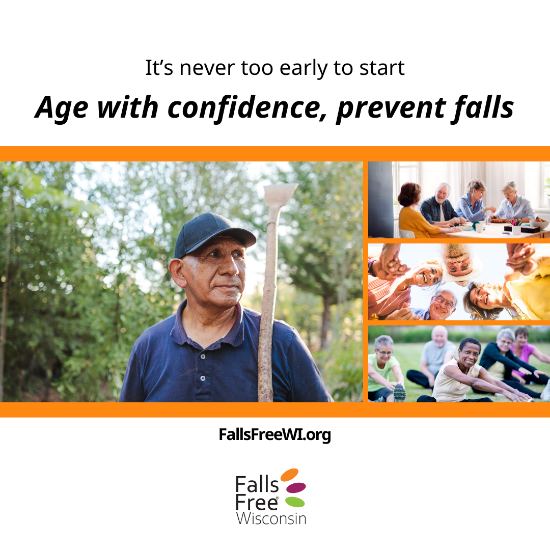 It’s never too early to start
Age with confidence, prevent falls
FallsFreeWI.org
Falls
Free®
Wisconsin